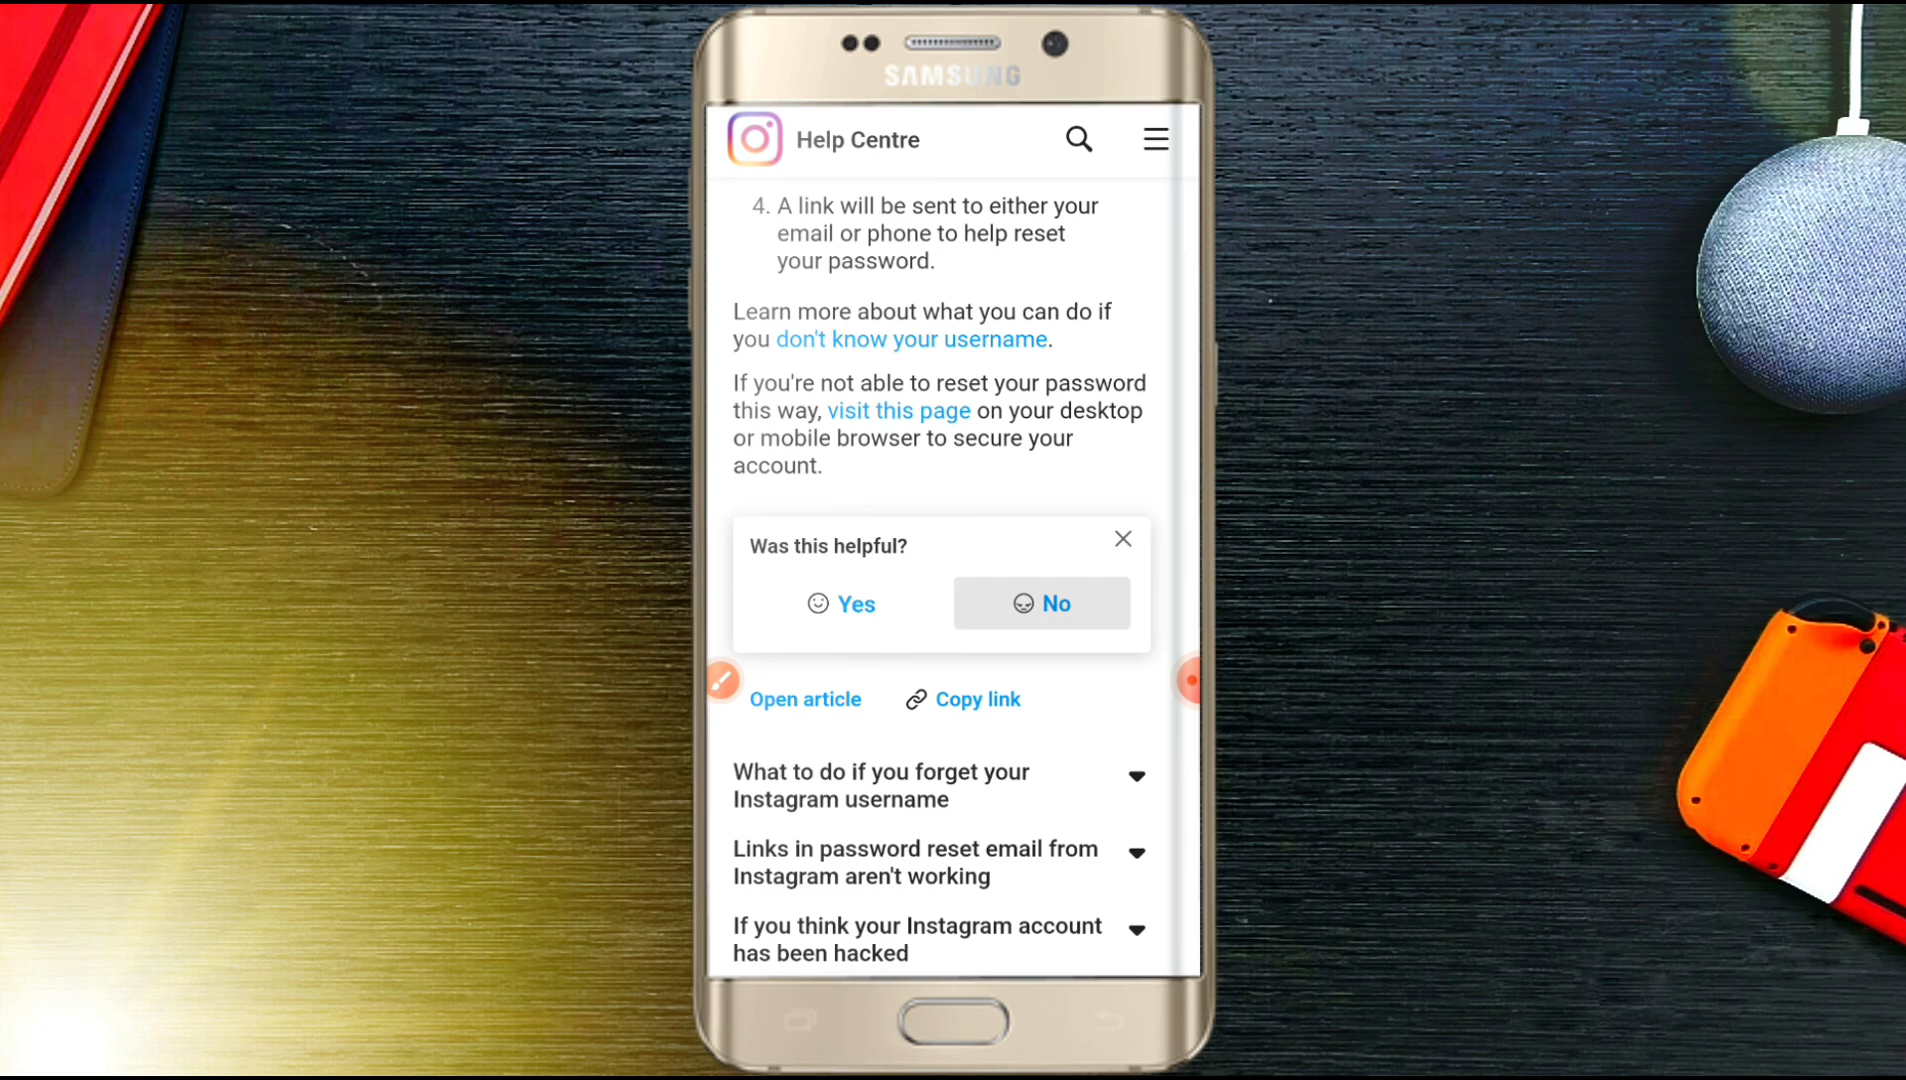 SAMSUNG
Help Centre
4. A link will be sent to either your
email or phone to help reset
your password.
Learn more about what you can do if
you don't know your username.
If you're not able to reset your password
this way, visit this page on your desktop
or mobile browser to secure your
account.
Was this helpful?
Yes
No
Open article
Copy link
What to do if you forget your
Instagram username
Links in password reset email from
Instagram aren't working
If you think your Instagram account
has been hacked